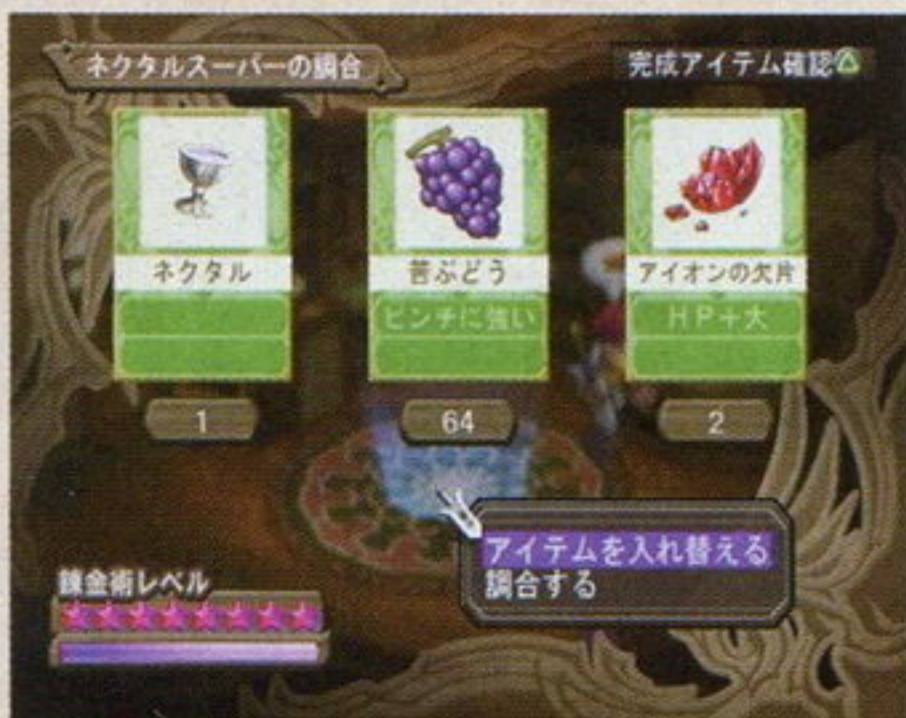 ネクタルスーパーの調合
完成アイテム確認△
ネクタル
苦ぶどう
アイオンの欠片
ピンチに強い
HP+大
1
64
2
アイテムを入れ替える
調合する
錬金術レベル